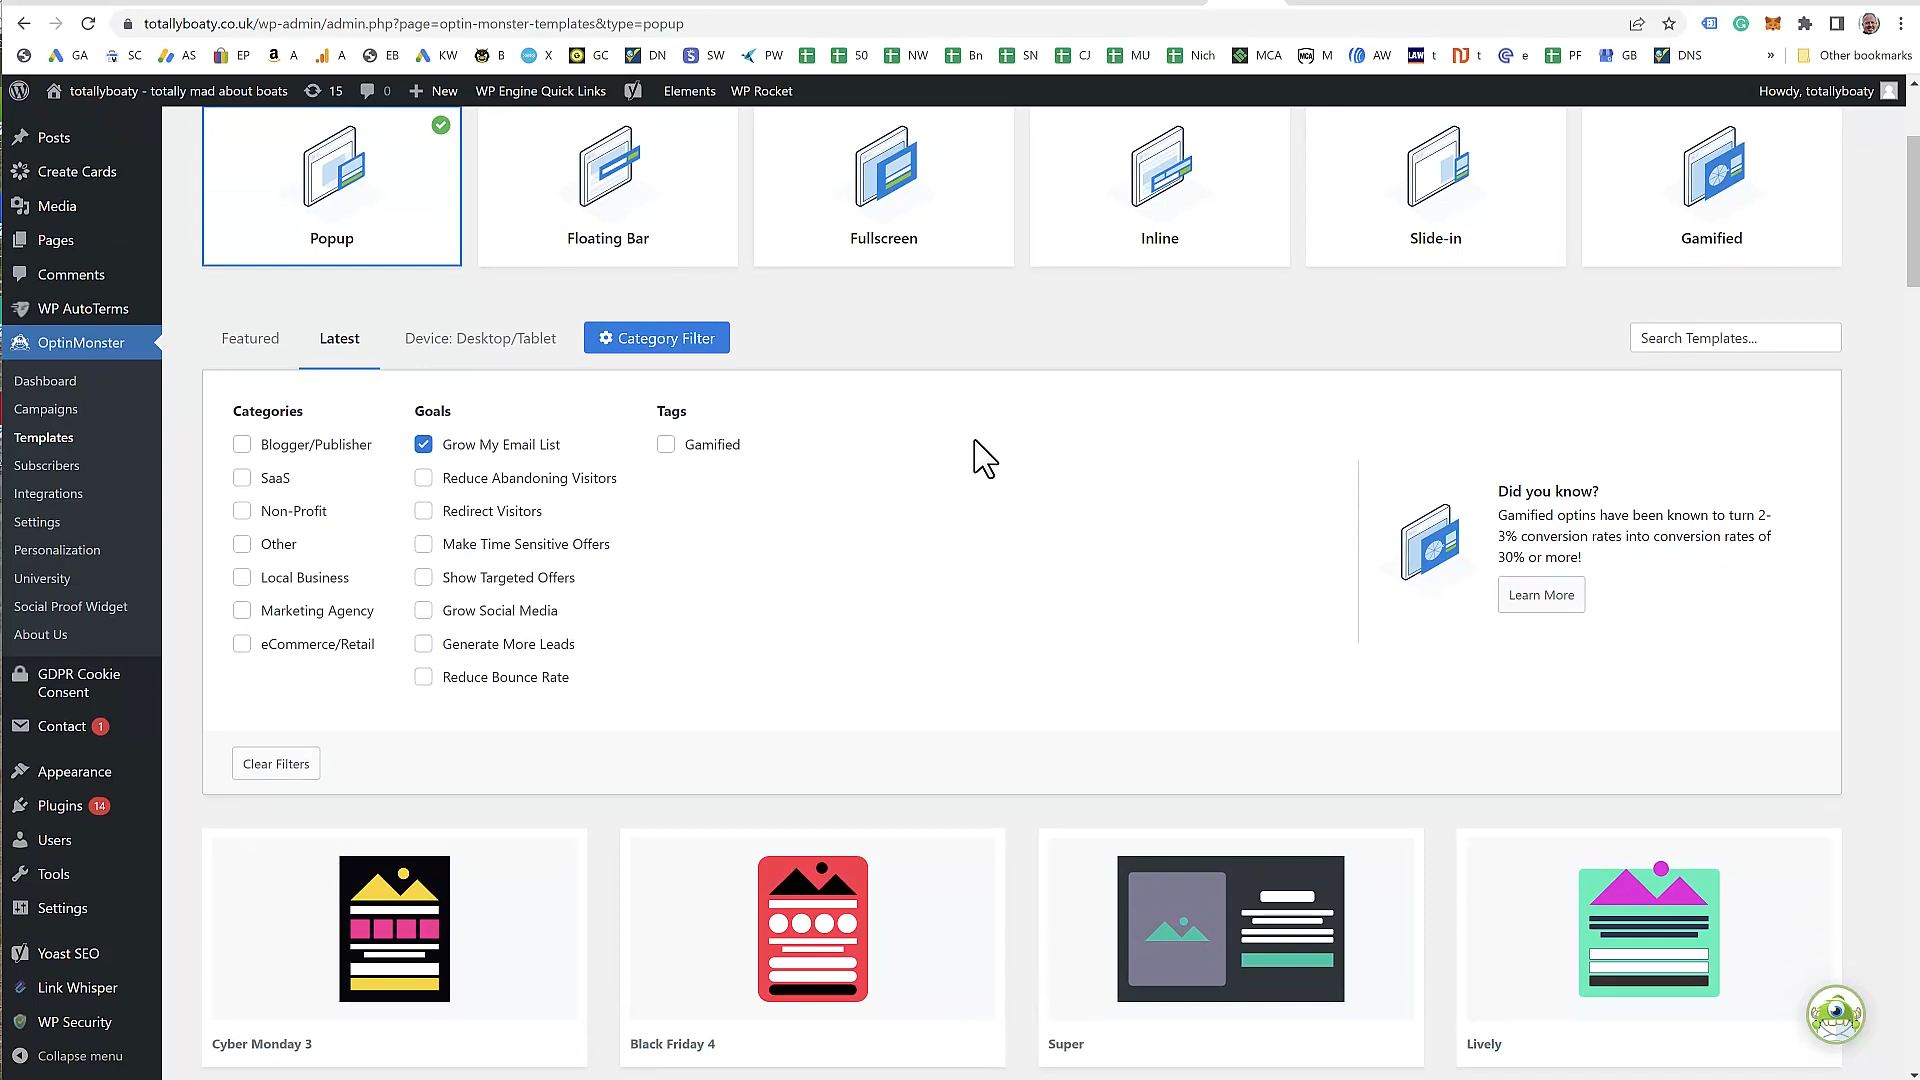 totallyboaty.co.uk/wp-admin/admin.php?page=optin-monster-templates&type=popup
GA SC AS EP A A EB KW B X GC DN SW PW 50 NW Bn SN CJ MU Nich MCA MCA M AW LAW t t e PF GB DNS » Other bookmarks
totallyboaty - totally mad about boats 15 0 New WP Engine Quick Links Elements WP Rocket Howdy, totallyboaty
Posts
Create Cards
Media
Pages
Comments
WP AutoTerms
OptinMonster
Dashboard
Campaigns
Templates
Subscribers
Integrations
Settings
Personalization
University
Social Proof Widget
About Us
GDPR Cookie
Consent
Contact 1
Appearance
Plugins 14
Users
Tools
Settings
Yoast SEO
Link Whisper
WP Security
Collapse menu
Popup Floating Bar Fullscreen Inline Slide-in Gamified
Featured Latest Device: Desktop/Tablet Category Filter Search Templates...
Categories
Blogger/Publisher
SaaS
Non-Profit
Other
Local Business
Marketing Agency
eCommerce/Retail
Goals
Grow My Email List
Reduce Abandoning Visitors
Redirect Visitors
Make Time Sensitive Offers
Show Targeted Offers
Grow Social Media
Generate More Leads
Reduce Bounce Rate
Tags
Gamified
Did you know?
Gamified optins have been known to turn 2-
3% conversion rates into conversion rates of
30% or more!
Learn More
Clear Filters
Cyber Monday 3 Black Friday 4 Super Lively